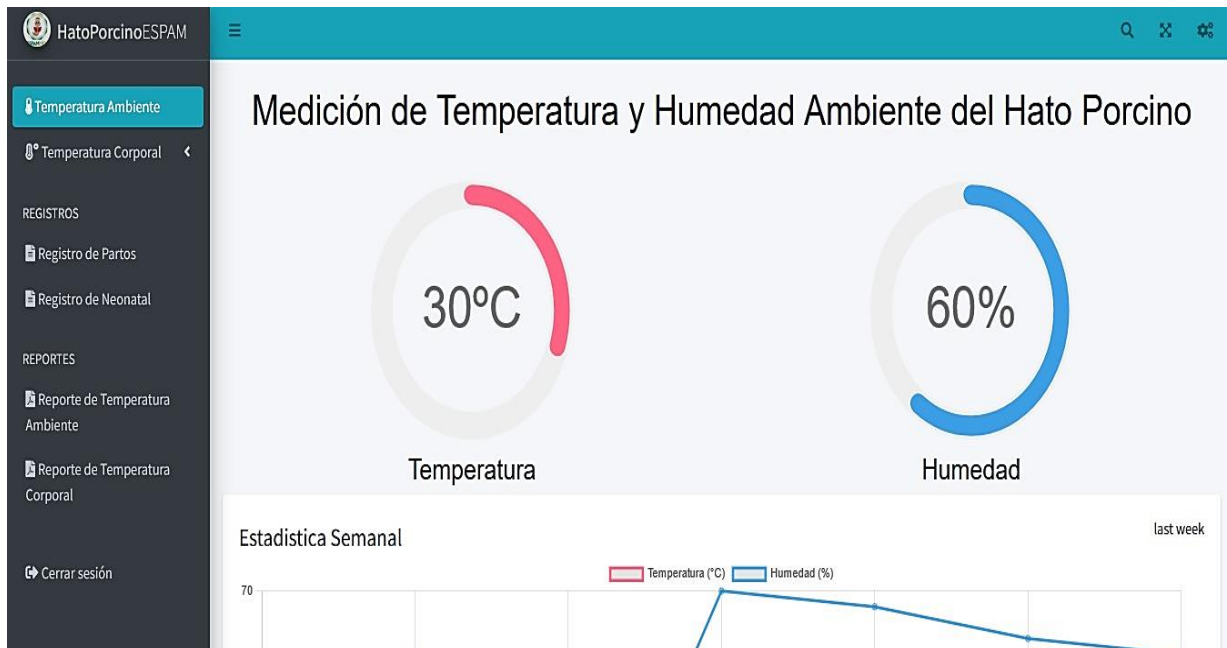 HatoPorcinoESPAM
Temperatura Ambiente
Temperatura Corporal
REGISTROS
Registro de Partos
Registro de Neonatal
REPORTES
Reporte de Temperatura
Ambiente
Reporte de Temperatura
Corporal
Cerrar sesión
Medición de Temperatura y Humedad Ambiente del Hato Porcino
30ºC
60%
Temperatura
Humedad
Estadistica Semanal
last week
Temperatura (°C)
Humedad (%)
70